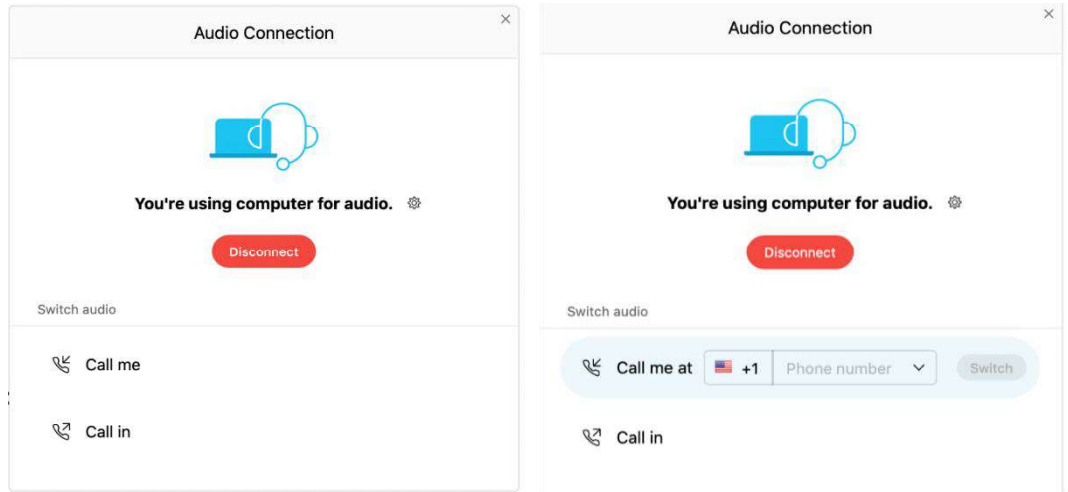 Audio Connection
You're using computer for audio.
Disconnect
Switch audio
Call me
Call in
Audio Connection
You're using computer for audio.
Disconnect
Switch audio
Call me at +1 Phone number Switch
Call in